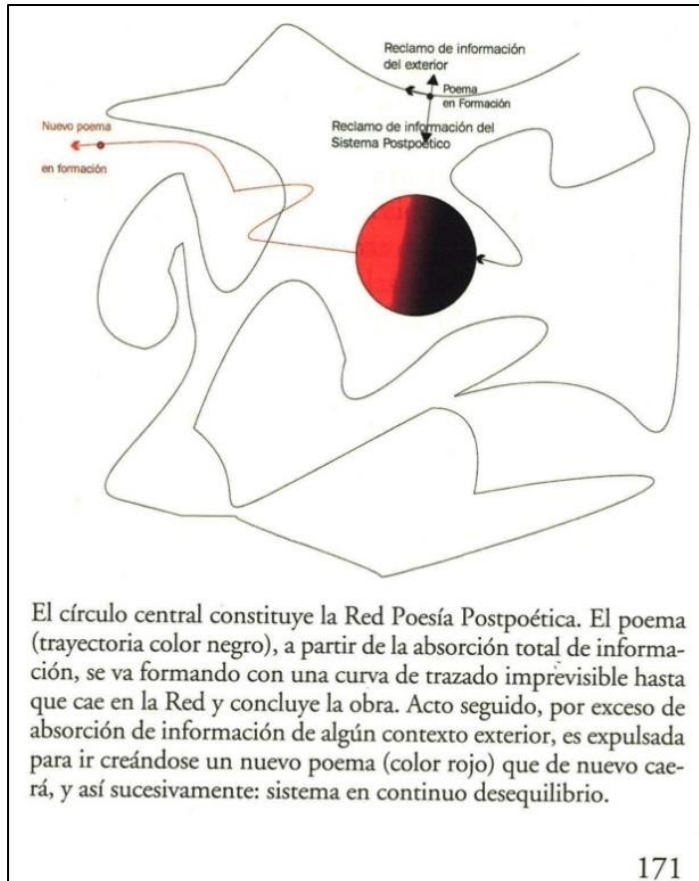 Reclamo de información
del exterior
Poema
en Formación
Nuevo poema
en formación
Reclamo de información del
Sistema Postpoético
El círculo central constituye la Red Poesía Postpoética. El poema
(trayectoria color negro), a partir de la absorción total de informa-
ción, se va formando con una curva de trazado imprevisible hasta
que cae en la Red y concluye la obra. Acto seguido, por exceso de
absorción de información de algún contexto exterior, es expulsada
para ir creándose un nuevo poema (color rojo) que de nuevo cae-
rá, y así sucesivamente: sistema en continuo desequilibrio.
171